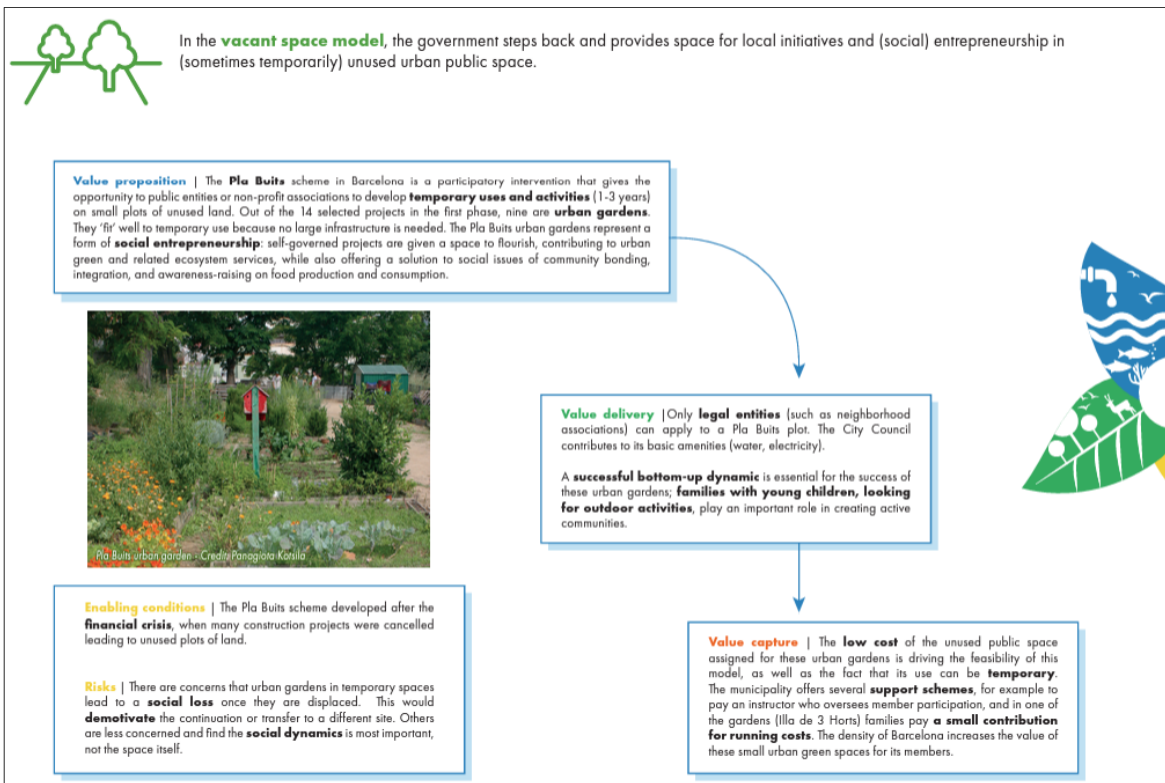 In the vacant space model, the government steps back and provides space for local initiatives and (social) entrepreneurship in
(sometimes temporarily) unused urban public space.
Value proposition | The Pla Buits scheme in Barcelona is a participatory intervention that gives the
opportunity to public entities or non-profit associations to develop temporary uses and activities (1-3 years)
on small plots of unused land. Out of the 14 selected projects in the first phase, nine are urban gardens.
They 'fit' well to temporary use because no large infrastructure is needed. The Pla Buits urban gardens represent a
form of social entrepreneurship: self-governed projects are given a space to flourish, contributing to urban
green and related ecosystem services, while also offering a solution to social issues of community bonding,
integration, and awareness-raising on food production and consumption.
Pla Buits urban garden - Credits Panagiota Kotsila
Value delivery |Only legal entities (such as neighborhood
associations) can apply to a Pla Buits plot. The City Council
contributes to its basic amenities (water, electricity).
A successful bottom-up dynamic is essential for the success of
these urban gardens; families with young children, looking
for outdoor activities, play an important role in creating active
communities.
Enabling conditions | The Pla Buits scheme developed after the
financial crisis, when many construction projects were cancelled
leading to unused plots of land.
Risks | There are concerns that urban gardens in temporary spaces
lead to a social loss once they are displaced. This would
demotivate the continuation or transfer to a different site. Others
are less concerned and find the social dynamics is most important,
not the space itself.
Value capture | The low cost of the unused public space
assigned for these urban gardens is driving the feasibility of this
model, as well as the fact that its use can be temporary.
The municipality offers several support schemes, for example to
pay an instructor who oversees member participation, and in one of
the gardens (Illa de 3 Horts) families pay a small contribution
for running costs. The density of Barcelona increases the value of
these small urban green spaces for its members.